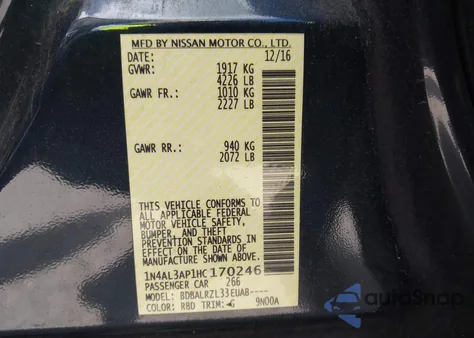 MFD BY NISSAN MOTOR CO., LTD.
DATE: 12/16
GVWR: 1917 KG
4226 LB
GAWR FR.: 1010 KG
2227 LB
GAWR RR.: 940 KG
2072 LB
THIS VEHICLE CONFORMS TO
ALL APPLICABLE FEDERAL
MOTOR VEHICLE SAFETY,
BUMPER, AND THEFT
PREVENTION STANDARDS IN
EFFECT ON THE DATE OF
MANUFACTURE SHOWN ABOVE.
1N4AL3AP1HC170246
PASSENGER CAR 266
MODEL: BDBALRZL33EUAB-----
COLOR: RBD TRIM: G 9N00A
autoSnap